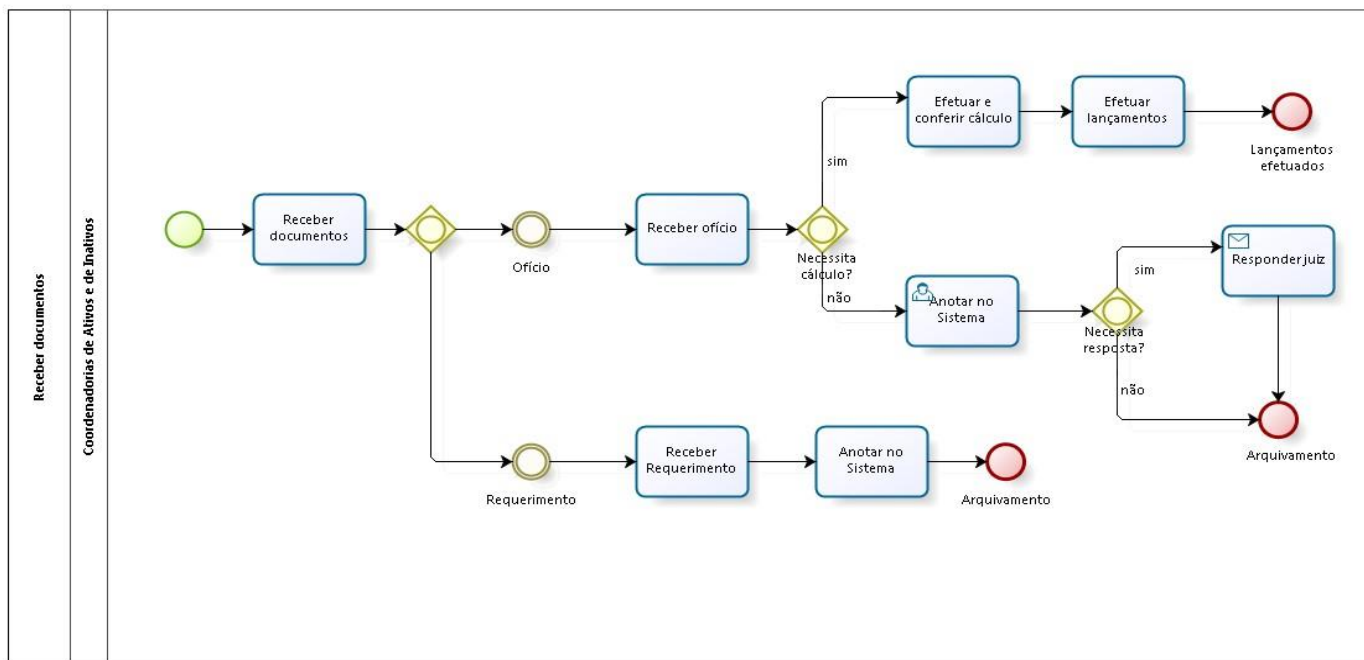 Receber documentos
Coordenadorias de Ativos e de Inativos
Receber
documentos
Ofício
Receber ofício
Necessita
cálculo?
sim
Efetuar e
conferir cálculo
Efetuar
lançamentos
Lançamentos
efetuados
não
Anotar no
Sistema
Necessita
resposta?
sim
Responder juiz
não
Arquivamento
Requerimento
Receber
Requerimento
Anotar no
Sistema
Arquivamento